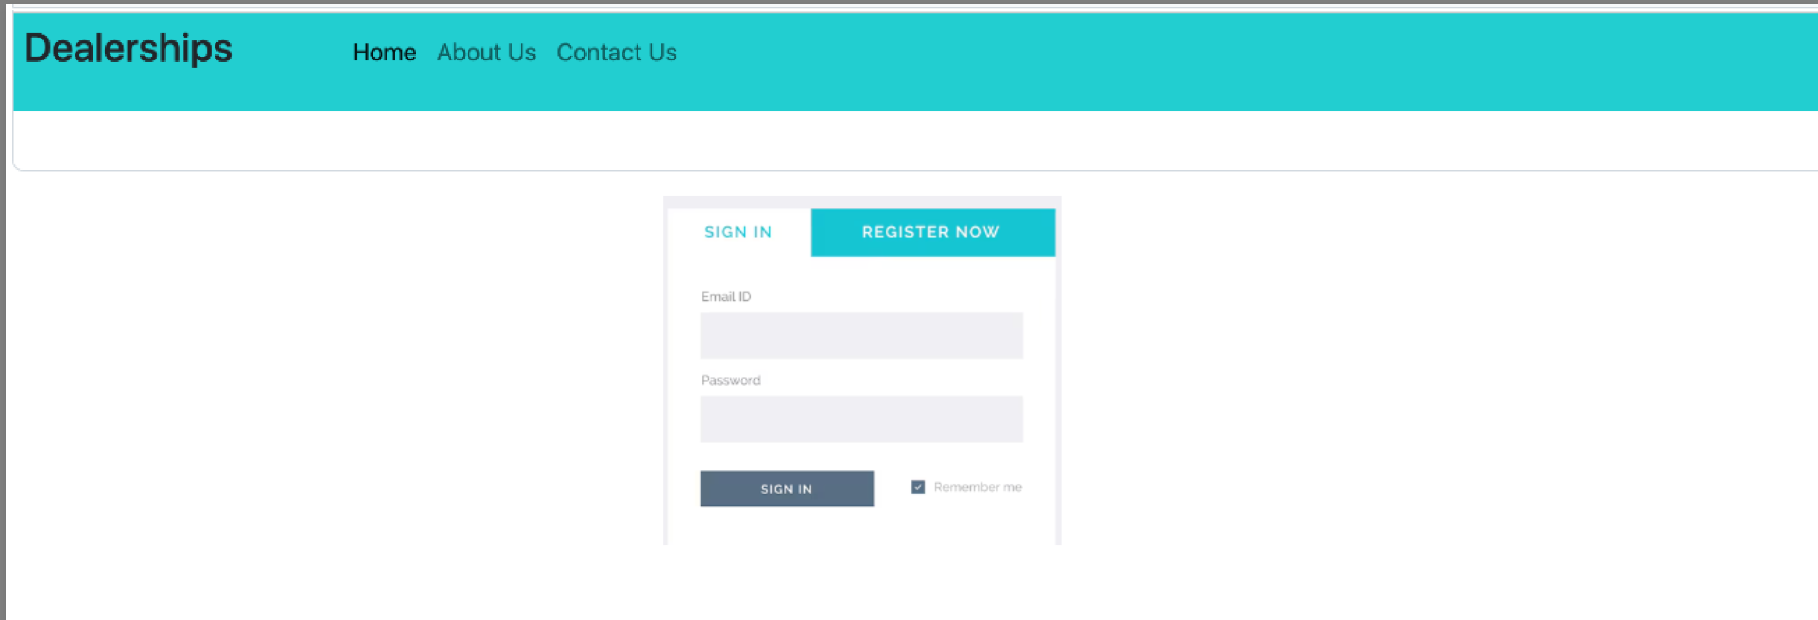 Dealerships Home About Us Contact Us
SIGN IN REGISTER NOW
Email ID
Password
SIGN IN Remember me